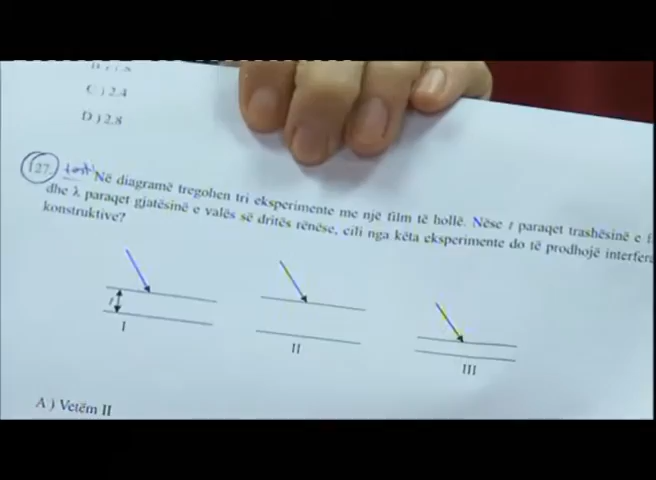 C ) 2.4
D ) 2.8
127. Në diagramë tregohen tri eksperimente me një film të hollë. Nëse t paraqet trashësinë e f
dhe λ paraqet gjatësinë e valës së dritës rënëse, cili nga këta eksperimente do të prodhojë interfere
konstruktive?
t
I
II
III
A ) Vetëm II